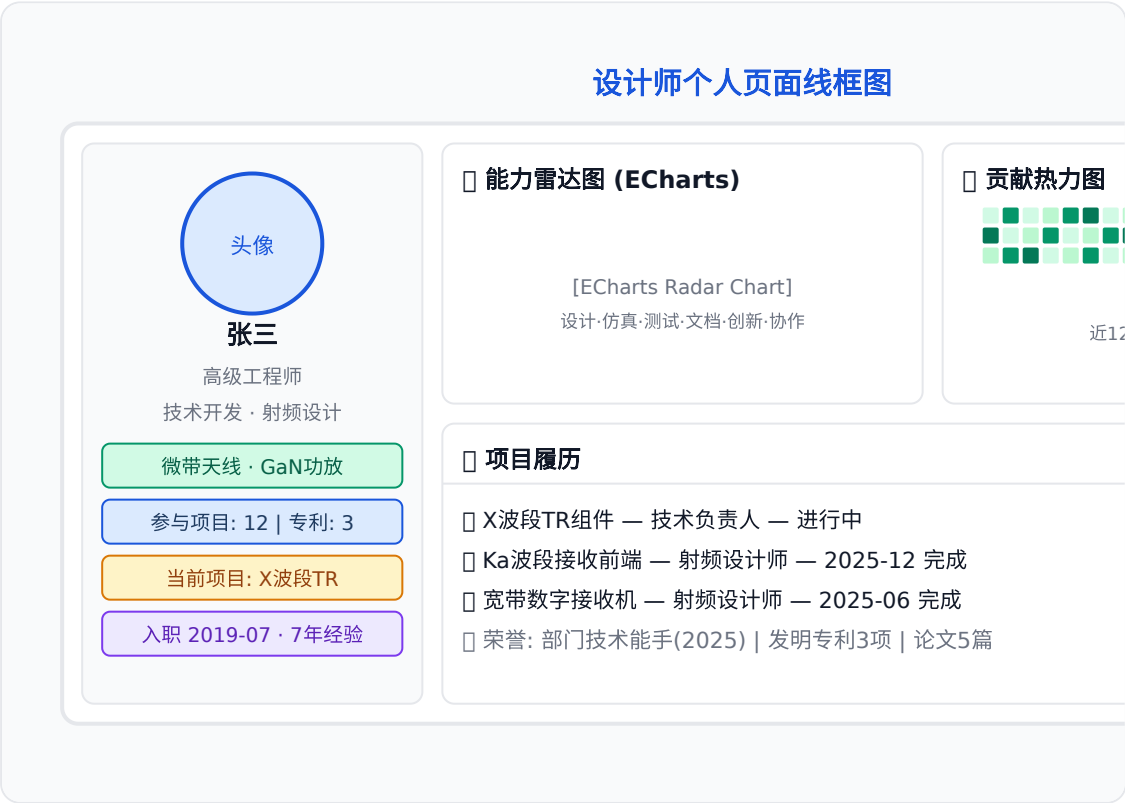 设计师个人页面线框图
头像
张三
高级工程师
技术开发 · 射频设计
微带天线 · GaN功放
参与项目: 12 | 专利: 3
当前项目: X波段TR
入职 2019-07 · 7年经验
能力雷达图 (ECharts)
[ECharts Radar Chart]
设计·仿真·测试·文档·创新·协作
贡献热力图
近12
项目履历
X波段TR组件 — 技术负责人 — 进行中
Ka波段接收前端 — 射频设计师 — 2025-12 完成
宽带数字接收机 — 射频设计师 — 2025-06 完成
荣誉: 部门技术能手(2025) | 发明专利3项 | 论文5篇